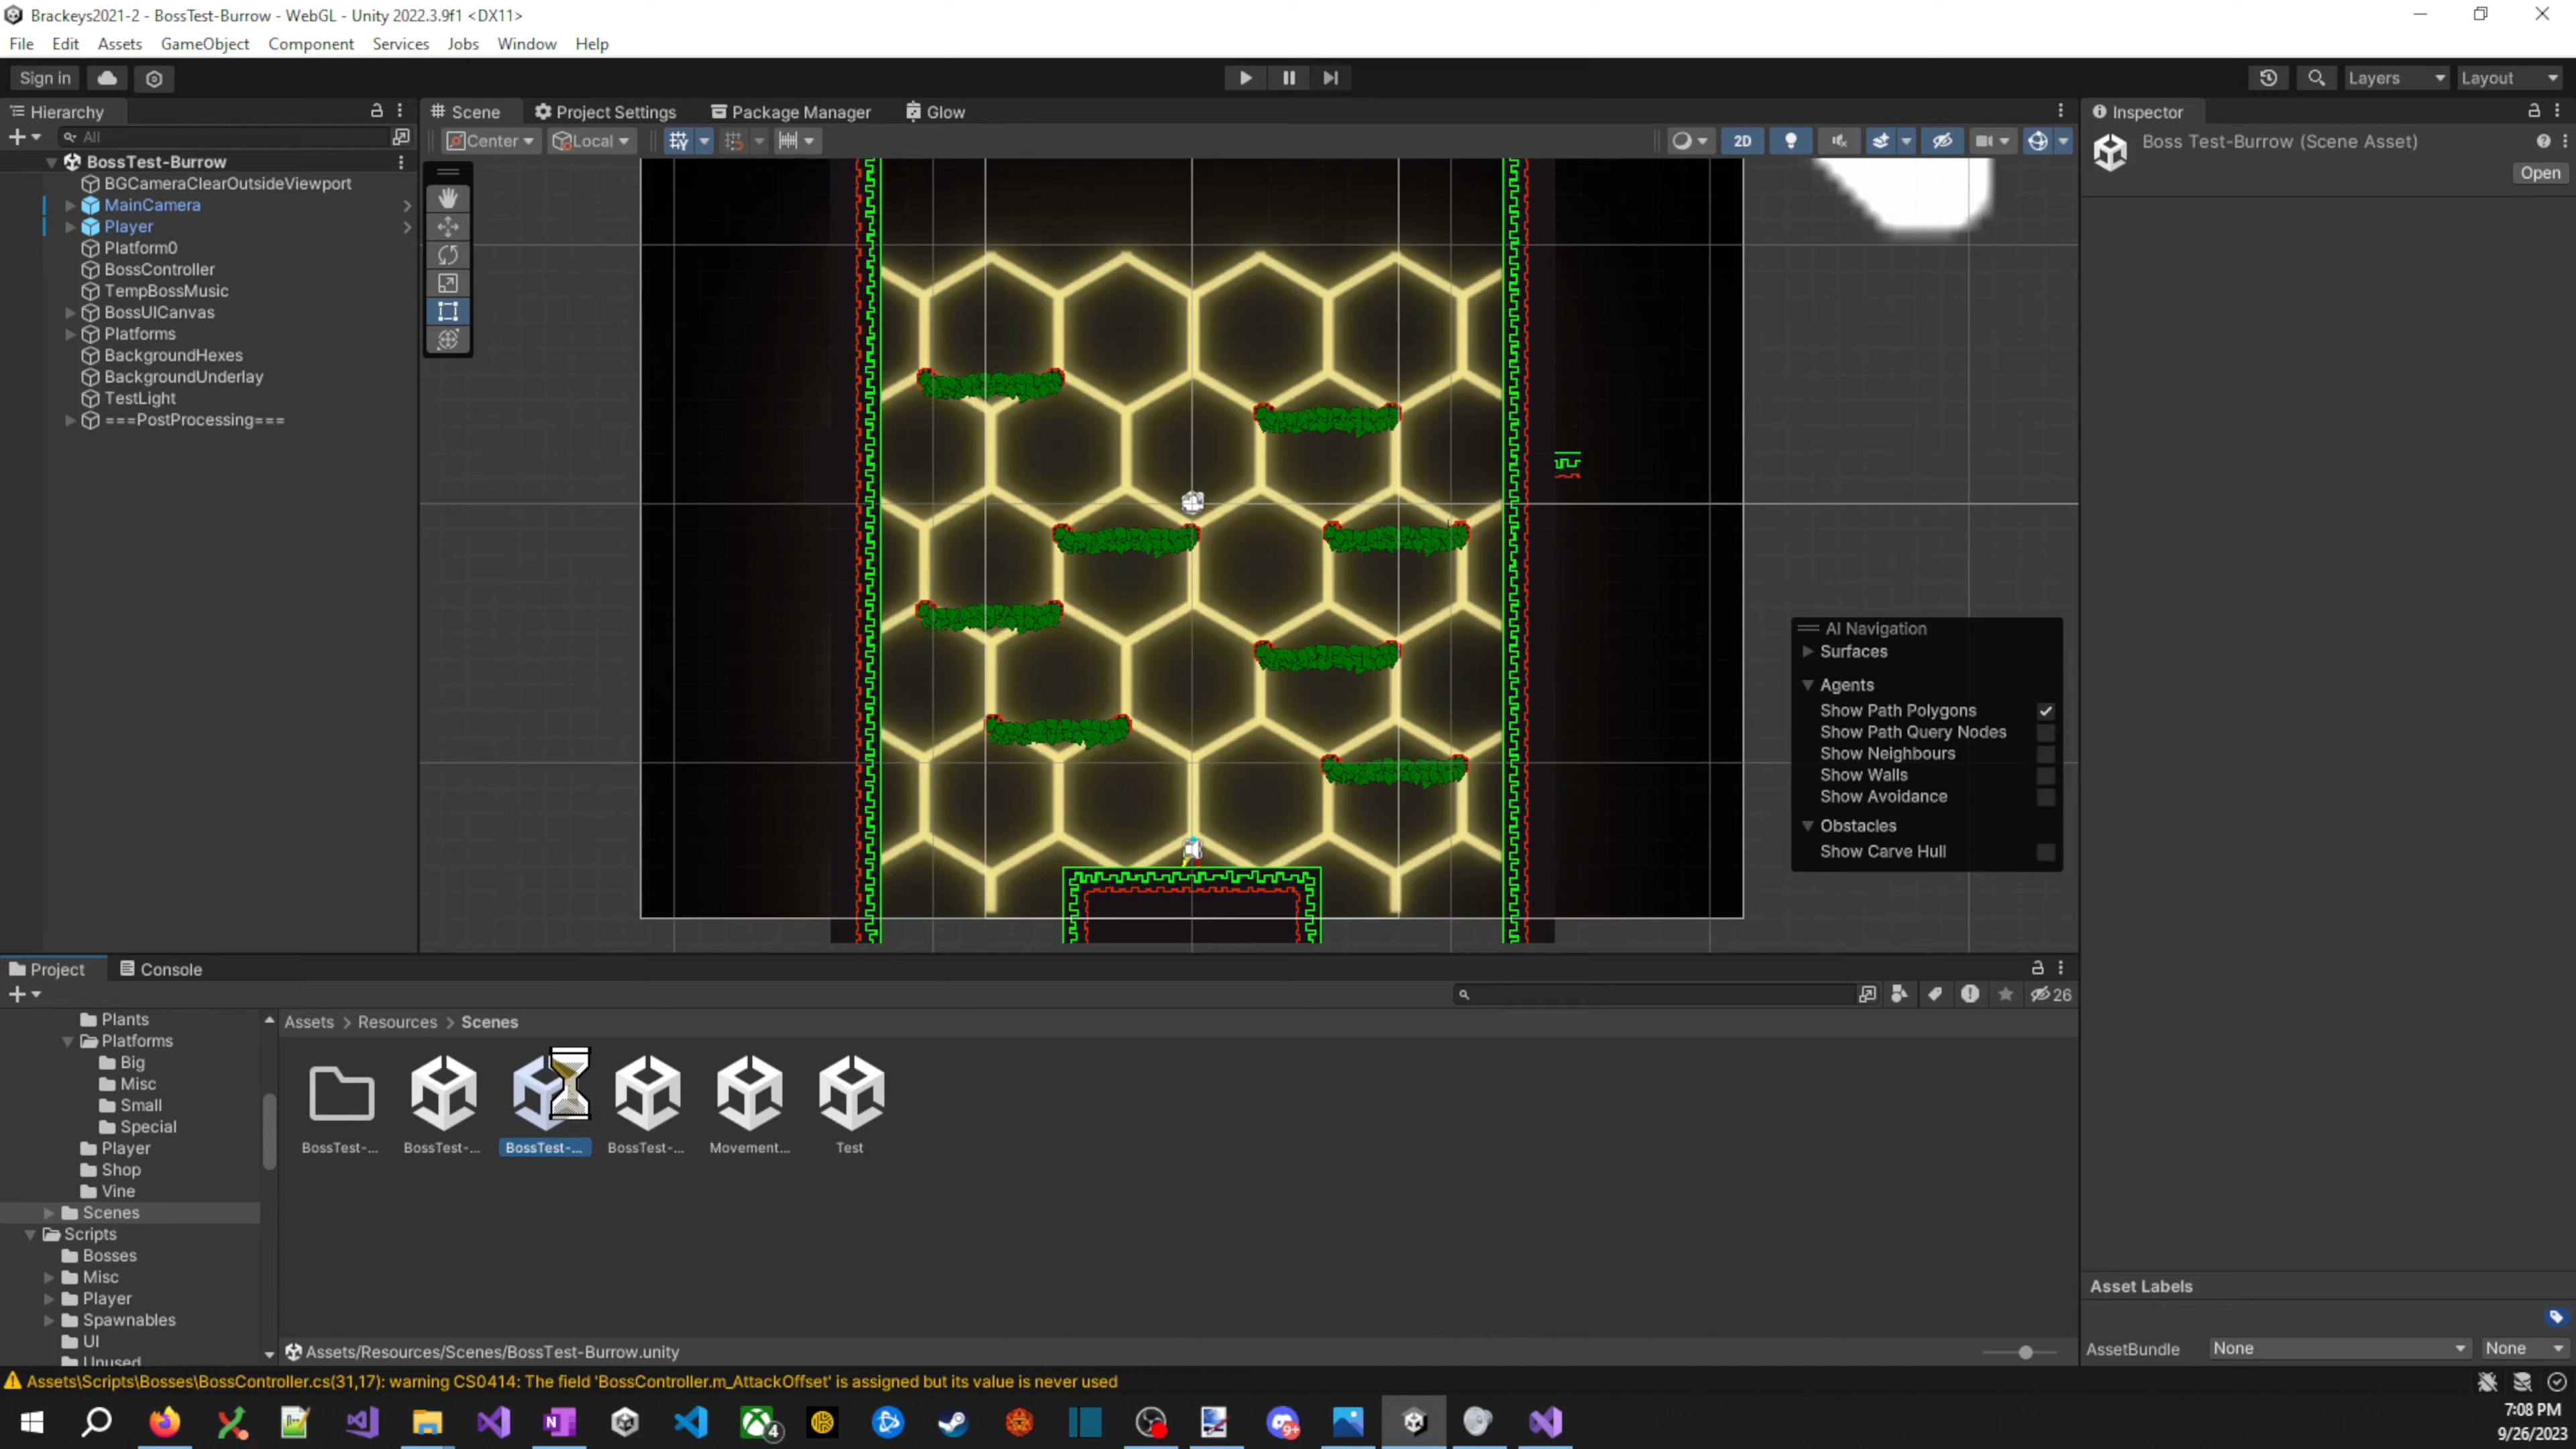 Brackeys2021-2 - BossTest-Burrow - WebGL - Unity 2022.3.9f1 <DX11>
File Edit Assets GameObject Component Services Jobs Window Help
Sign in
Layers Layout
Hierarchy
All
BossTest-Burrow
BGCameraClearOutsideViewport
MainCamera
Player
Platform0
BossController
TempBossMusic
BossUICanvas
Platforms
BackgroundHexes
BackgroundUnderlay
TestLight
===PostProcessing===
Scene Project Settings Package Manager Glow
Center Local 2D
Inspector
Boss Test-Burrow (Scene Asset)
Open
AI Navigation
Surfaces
Agents
Show Path Polygons
Show Path Query Nodes
Show Neighbours
Show Walls
Show Avoidance
Obstacles
Show Carve Hull
Project Console
26
Plants
Platforms
Big
Misc
Small
Special
Player
Shop
Vine
Scenes
Scripts
Bosses
Misc
Player
Spawnables
UI
Unused
Assets > Resources > Scenes
BossTest-... BossTest-... BossTest-... BossTest-... Movement... Test
Assets/Resources/Scenes/BossTest-Burrow.unity
Asset Labels
AssetBundle None None
Assets\Scripts\Bosses\BossController.cs(31,17): warning CS0414: The field 'BossController.m_AttackOffset' is assigned but its value is never used
4
9+
7:08 PM
9/26/2023